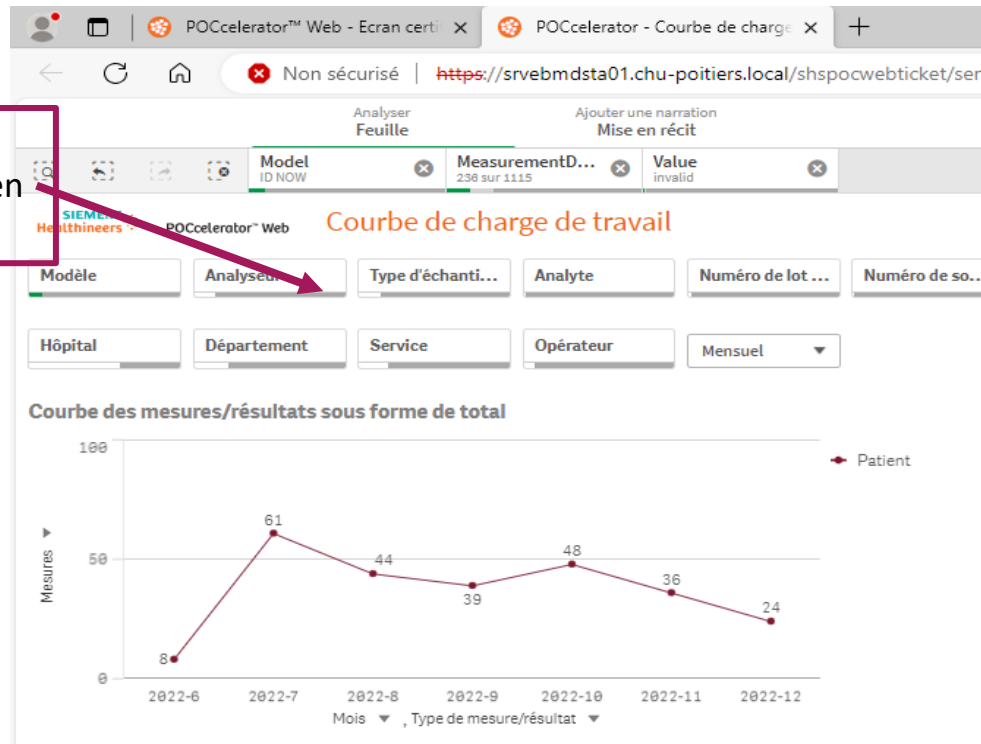 POCcelerator™ Web - Ecran certi
POCcelerator - Courbe de charge
Non sécurisé | https://srvebmdsta01.chu-poitiers.local/shspocwebticket/ser
Analyser
Feuille
Ajouter une narration
Mise en récit
en
Model
ID NOW
MeasurementD...
236 sur 1115
Value
invalid
SIEMENS
Healthineers
POCcelerator™ Web
Courbe de charge de travail
Modèle
Analyseur
Type d'échanti...
Analyte
Numéro de lot ...
Numéro de so..
Hôpital
Département
Service
Opérateur
Mensuel
Courbe des mesures/résultats sous forme de total
100
50
0
Mesures
8
61
44
39
48
36
24
Patient
2022-6 2022-7 2022-8 2022-9 2022-10 2022-11 2022-12
Mois , Type de mesure/résultat